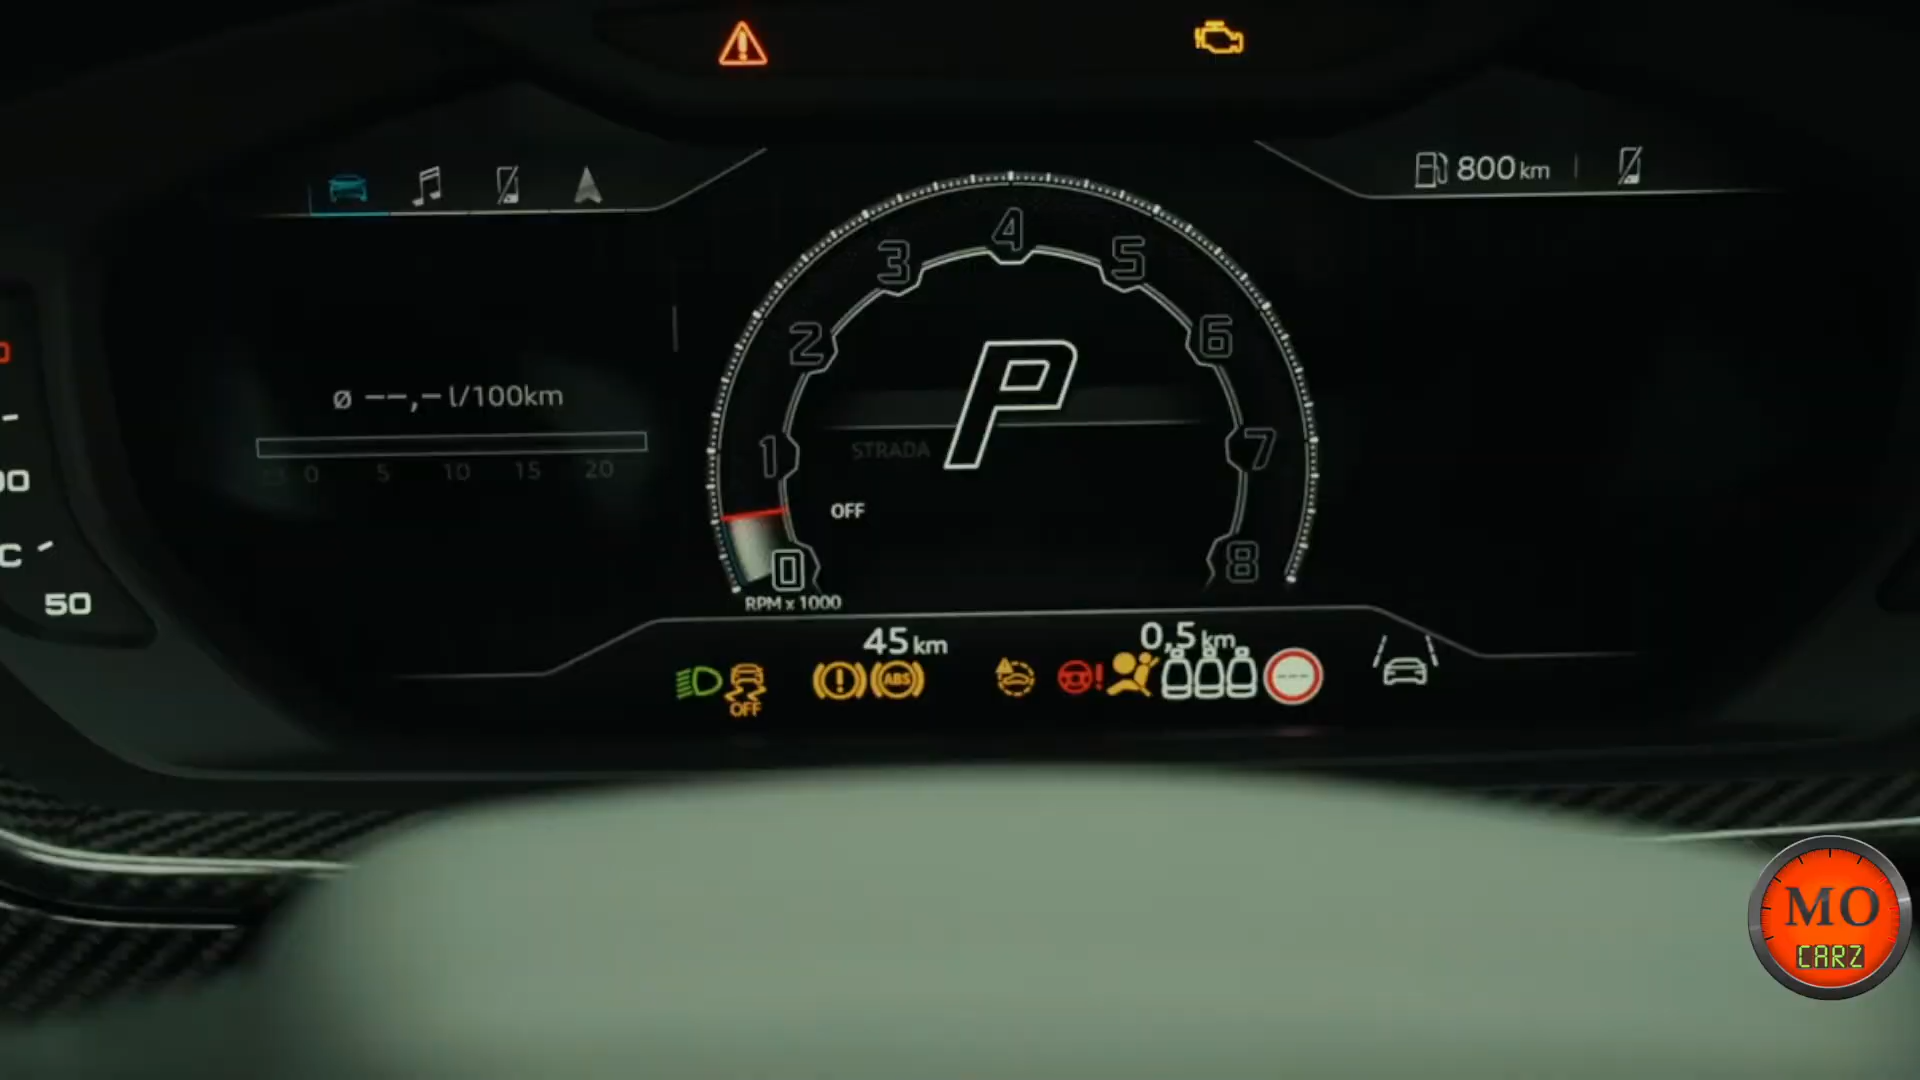 800 km
4
3
5
2
6
P
ø --,- l/100km
STRADA
1
7
0 5 10 15 20
OFF
50
0
8
RPM x 1000
45 km
0,5 km
ABS
---
OFF
MO
CARZ